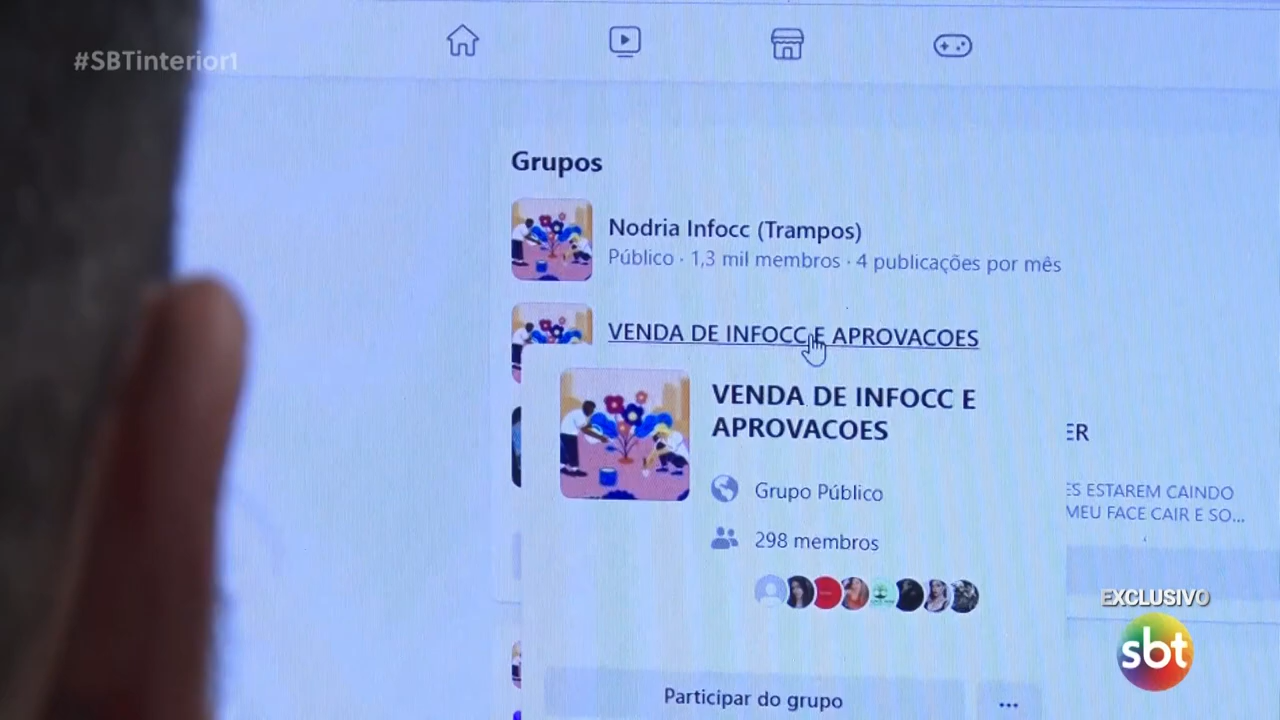 #SBTinterior1
Grupos
Nodria Infocc (Trampos)
Público · 1,3 mil membros · 4 publicações por mês
VENDA DE INFOCC E APROVACOES
VENDA DE INFOCC E
APROVACOES
ER
Grupo Público
ES ESTAREM CAINDO
MEU FACE CAIR E SO...
298 membros
EXCLUSIVO
sbt
Participar do grupo
...